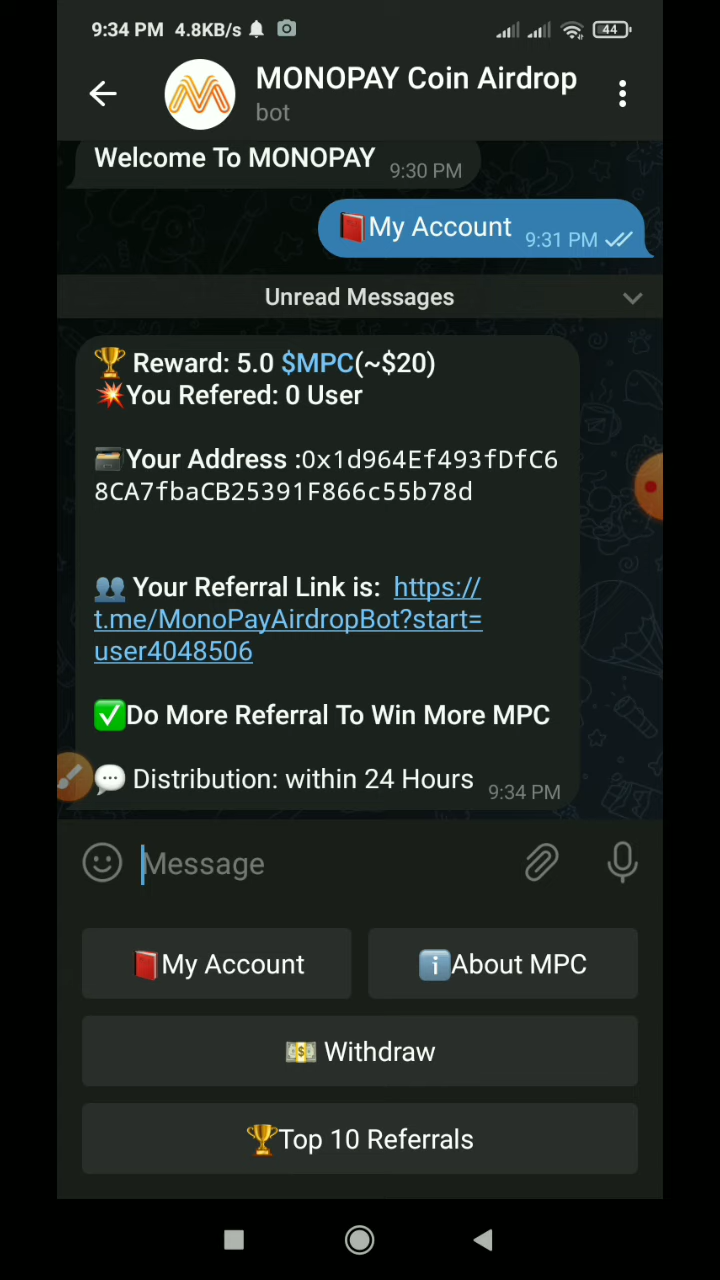 9:34 PM 4.8KB/s 44
MONOPAY Coin Airdrop
bot
Welcome To MONOPAY 9:30 PM
📕My Account 9:31 PM
Unread Messages
🏆 Reward: 5.0 $MPC(~$20)
💥You Refered: 0 User
🗃️Your Address :0x1d964Ef493fDfC6
8CA7fbaCB25391F866c55b78d
👥 Your Referral Link is: https://
t.me/MonoPayAirdropBot?start=
user4048506
✅Do More Referral To Win More MPC
💬 Distribution: within 24 Hours 9:34 PM
Message
📕My Account
ℹ️About MPC
💵 Withdraw
🏆Top 10 Referrals